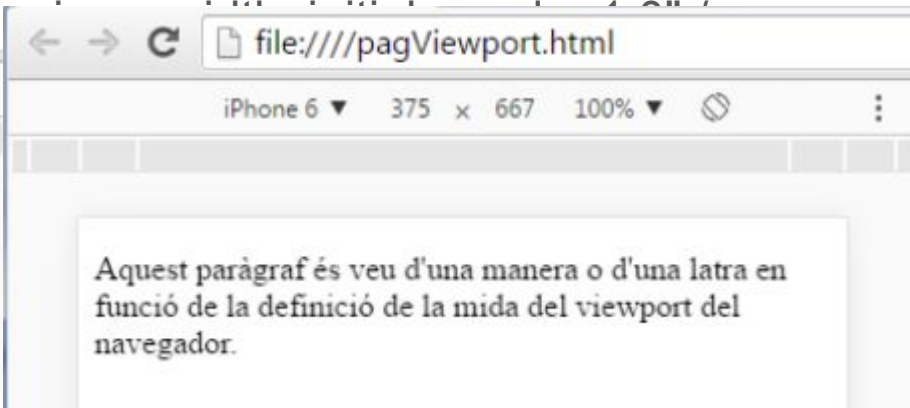 file:////pagViewport.html
iPhone 6 ▼ 375 x 667 100% ▼
Aquest paràgraf és veu d'una manera o d'una latra en
funció de la definició de la mida del viewport del
navegador.